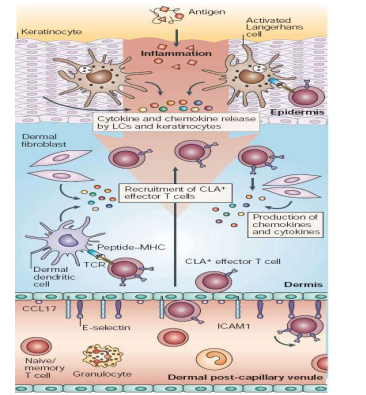 Antigen
Activated
Langerhans
cell
Keratinocyte
Inflammation
Epidermis
Cytokine and chemokine release
by LCs and keratinocytes
Dermal
fibroblast
Recruitment of CLA+
effector T cells
Production of
chemokines
and cytokines
Peptide–MHC
TCR
CLA+ effector T cell
Dermal
dendritic
cell
Dermis
CCL17
E-selectin
ICAM1
Naive/
memory
T cell
Granulocyte
Dermal post-capillary venule